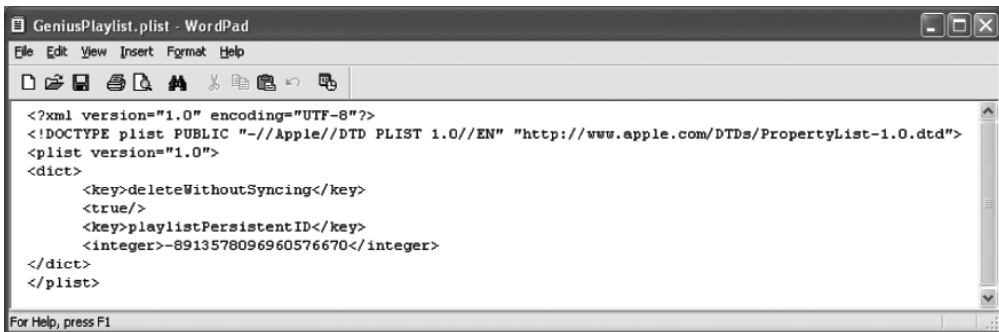 GeniusPlaylist.plist - WordPad
File Edit View Insert Format Help
<?xml version="1.0" encoding="UTF-8"?>
<!DOCTYPE plist PUBLIC "-//Apple//DTD PLIST 1.0//EN" "http://www.apple.com/DTDs/PropertyList-1.0.dtd">
<plist version="1.0">
<dict>
<key>deleteWithoutSyncing</key>
<true/>
<key>playlistPersistentID</key>
<integer>-8913578096960576670</integer>
</dict>
</plist>
For Help, press F1